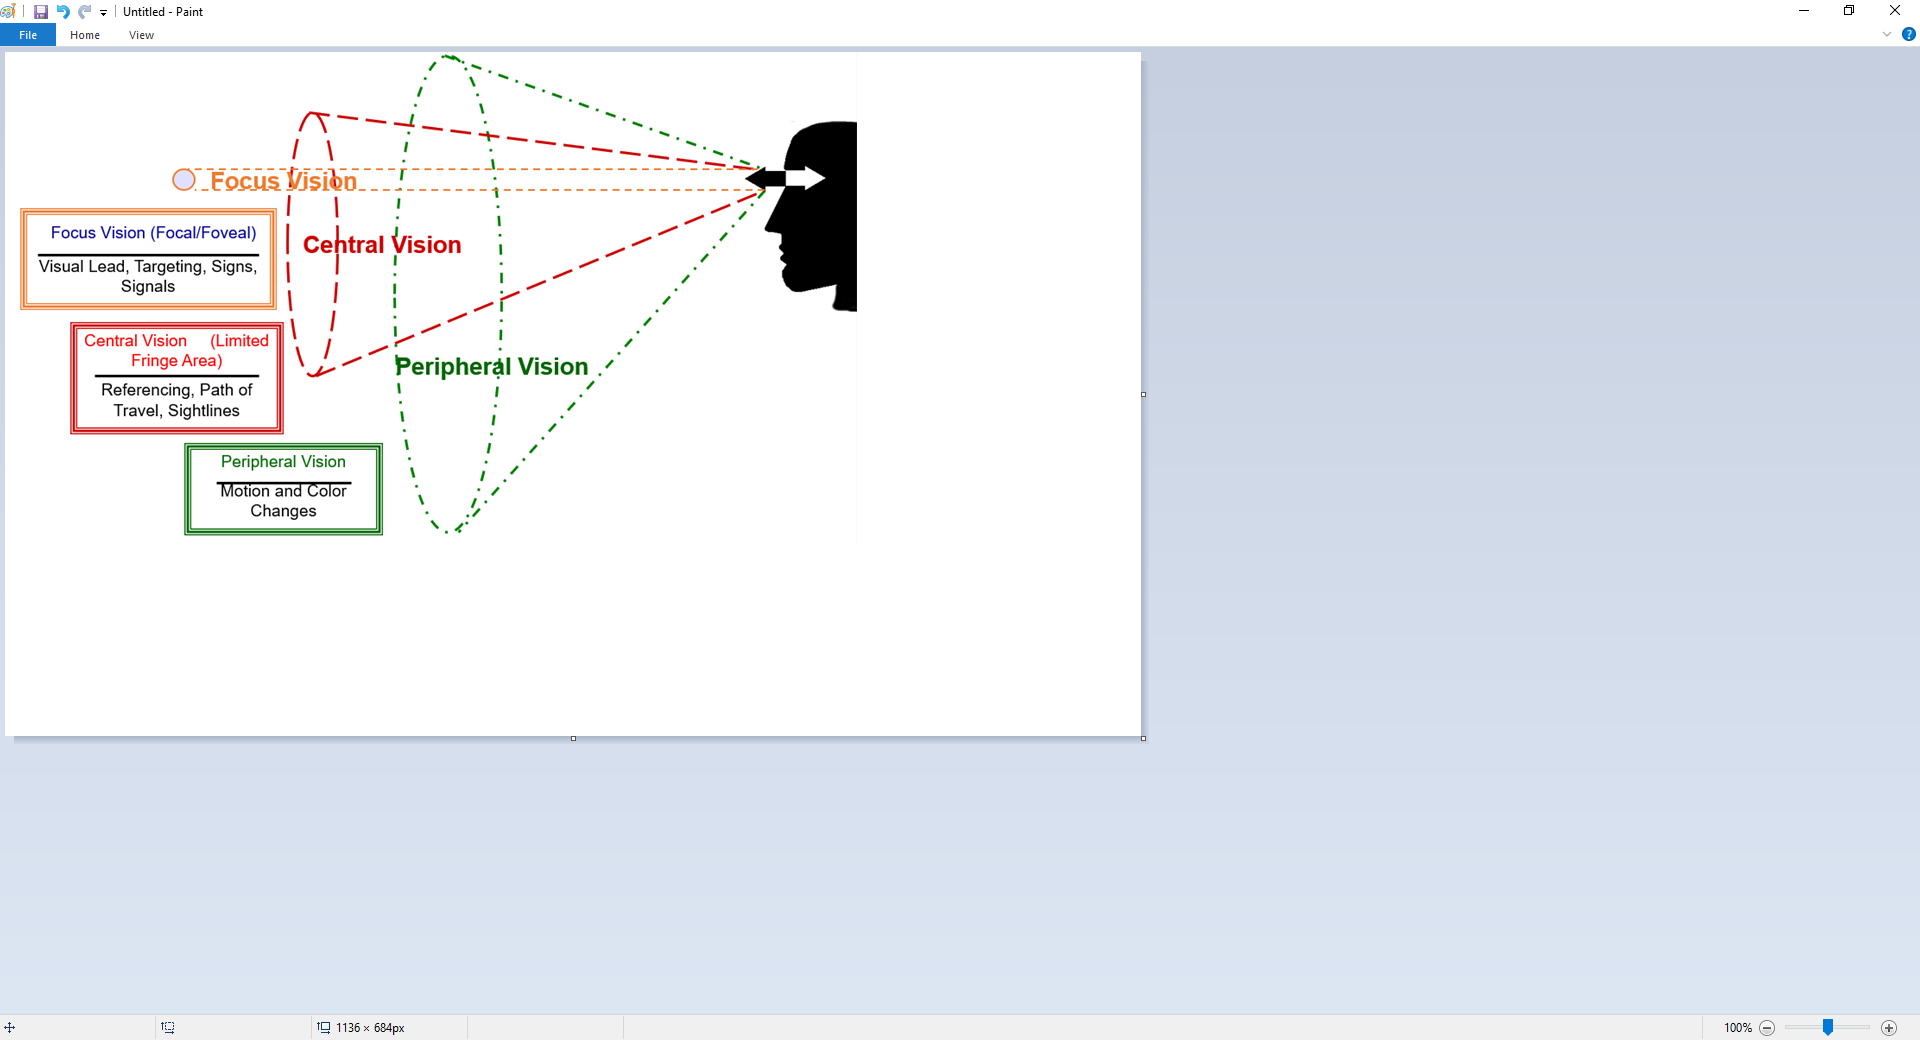 Untitled - Paint
File Home View
Focus Vision
Focus Vision (Focal/Foveal)
Visual Lead, Targeting, Signs,
Signals
Central Vision
Central Vision (Limited
Fringe Area)
Referencing, Path of
Travel, Sightlines
Peripheral Vision
Peripheral Vision
Motion and Color
Changes
1136 × 684px
100%